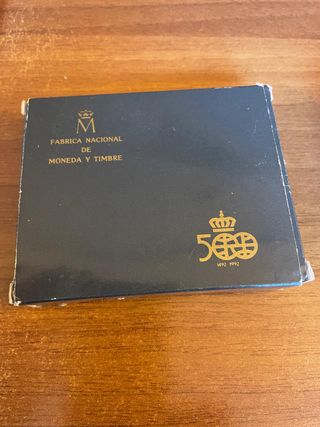 M
FABRICA NACIONAL
DE
MONEDA Y TIMBRE
500
1492-1992